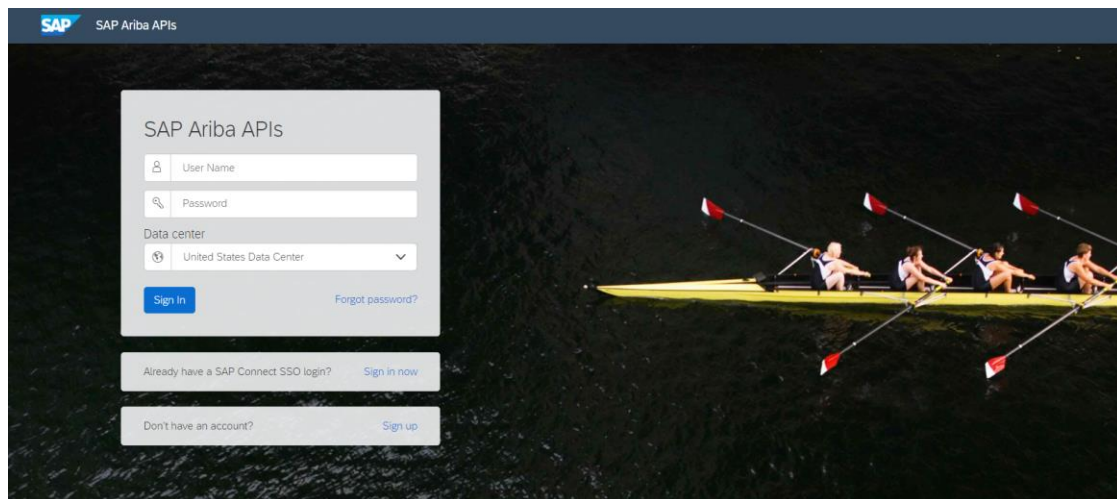 SAP SAP Ariba APIs
SAP Ariba APIs
User Name
Password
Data center
United States Data Center
Sign In Forgot password?
Already have a SAP Connect SSO login? Sign in now
Don't have an account? Sign up